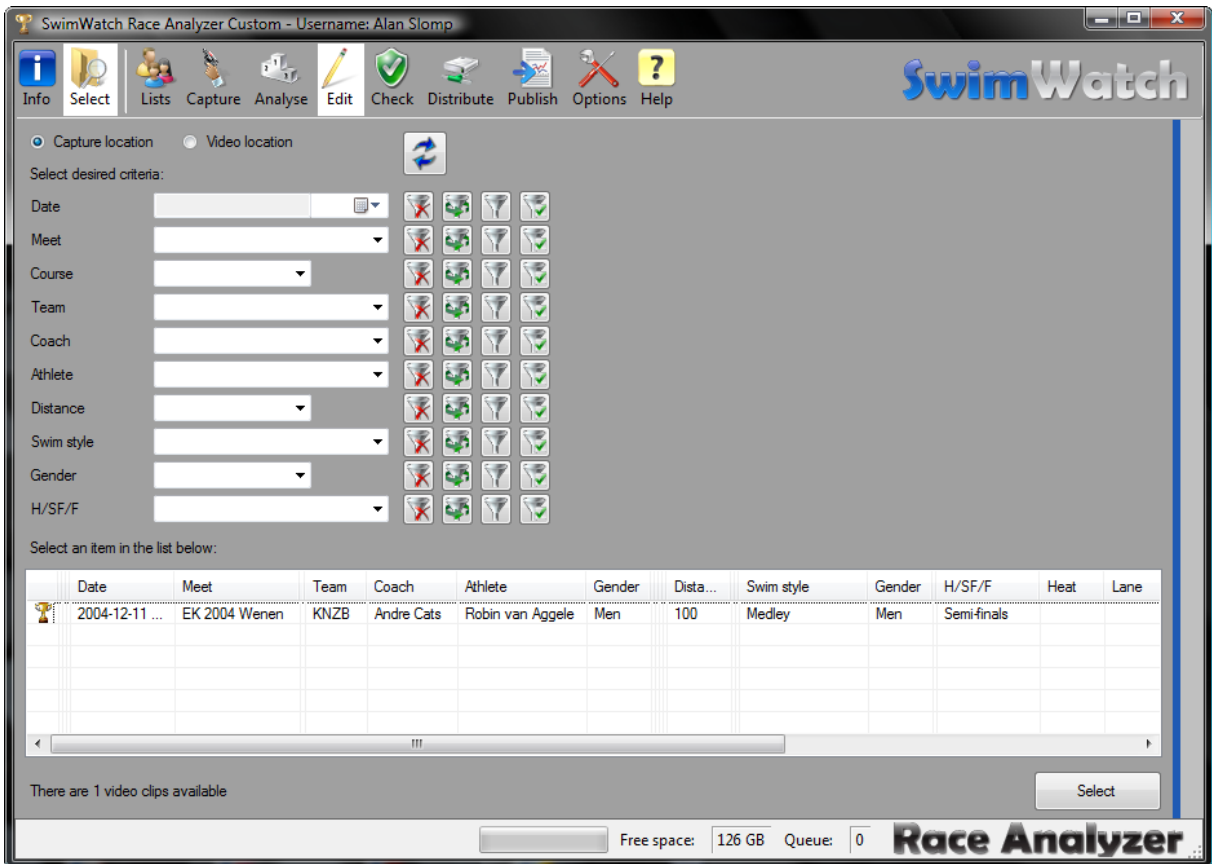 SwimWatch Race Analyzer Custom - Username: Alan Slomp
Info Select Lists Capture Analyse Edit Check Distribute Publish Options Help
SwimWatch
Capture location Video location
Select desired criteria:
Date
Meet
Course
Team
Coach
Athlete
Distance
Swim style
Gender
H/SF/F
Select an item in the list below:
Date Meet Team Coach Athlete Gender Dista... Swim style Gender H/SF/F Heat Lane
2004-12-11 ... EK 2004 Wenen KNZB Andre Cats Robin van Aggele Men 100 Medley Men Semi-finals
There are 1 video clips available
Select
Free space: 126 GB Queue: 0 Race Analyzer